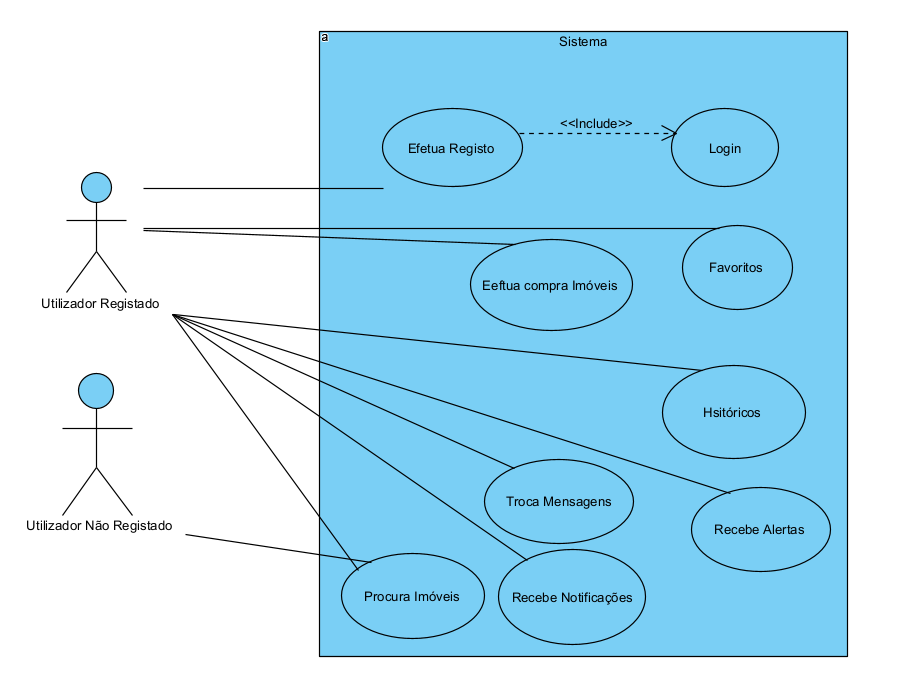 a
Sistema
<<Include>>
Efetua Registo
Login
Favoritos
Eeftua compra Imóveis
Utilizador Registado
Hsitóricos
Troca Mensagens
Utilizador Não Registado
Recebe Alertas
Procura Imóveis
Recebe Notificações